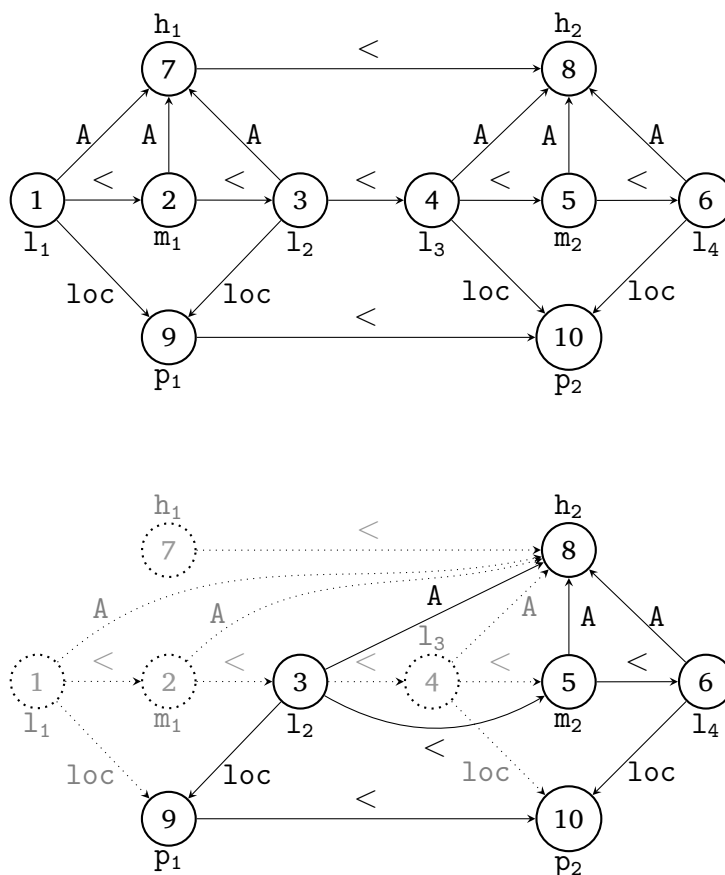 h₁ h₂
7 < 8
A A A A A A
1 < 2 < 3 < 4 < 5 < 6
l₁ m₁ l₂ l₃ m₂ l₄
loc loc loc loc
9 < 10
p₁ p₂
h₁ h₂
7 < 8
A A A A A A
l₃
1 < 2 < 3 < 4 < 5 < 6
l₁ m₁ l₂ m₂ l₄
<
loc loc loc loc
9 < 10
p₁ p₂